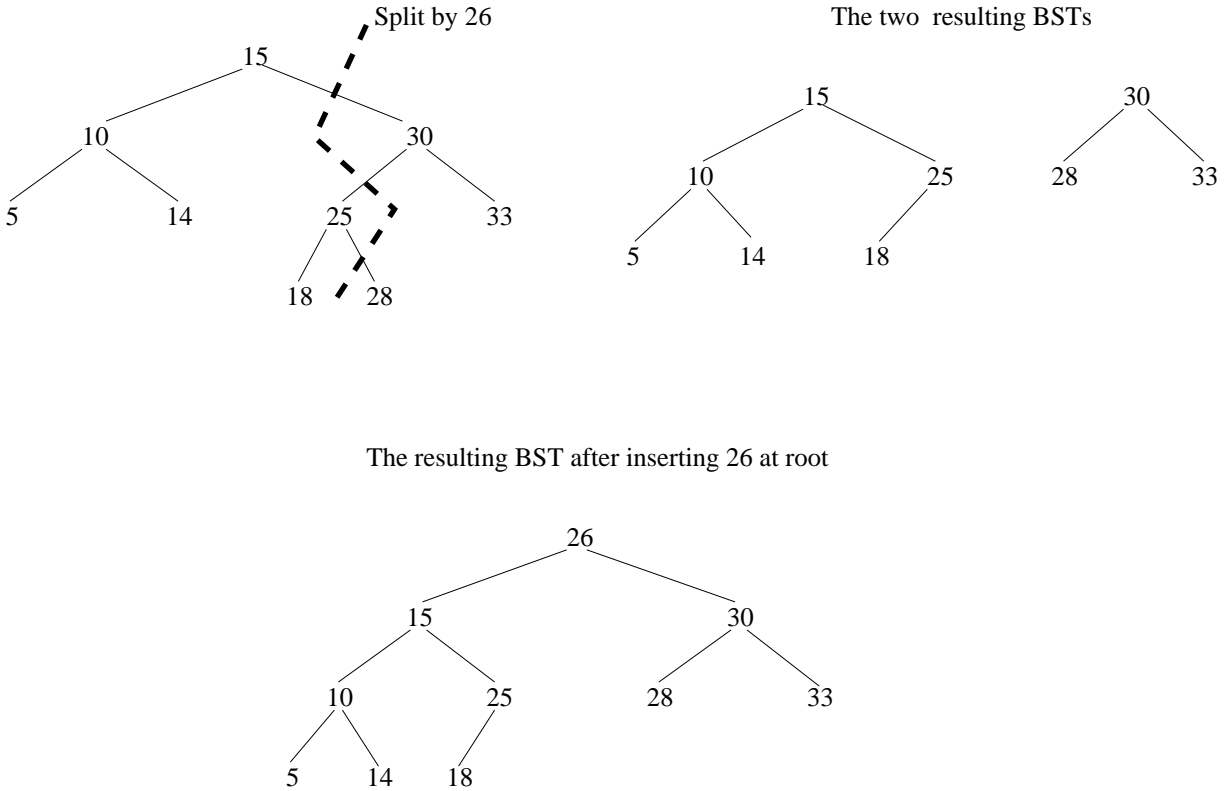 Split by 26
15
10 30
5 14 25 33
18 28
The two resulting BSTs
15 30
10 25 28 33
5 14 18
The resulting BST after inserting 26 at root
26
15 30
10 25 28 33
5 14 18